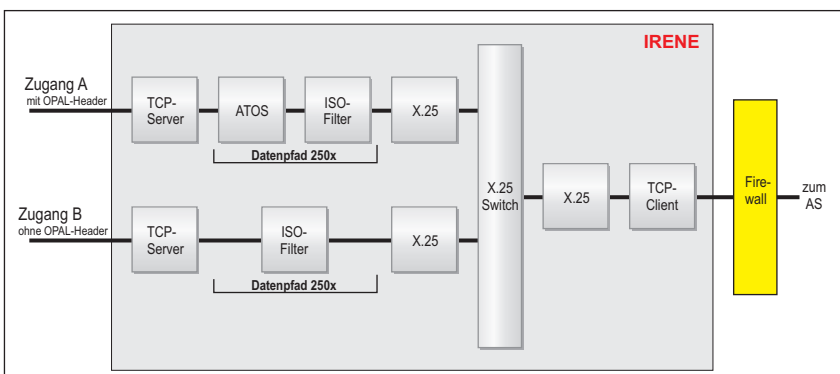 IRENE
Zugang A
mit OPAL-Header
TCP-
Server
ATOS
ISO-
Filter
X.25
Datenpfad 250x
Zugang B
ohne OPAL-Header
TCP-
Server
ISO-
Filter
X.25
Datenpfad 250x
X.25
Switch
X.25
TCP-
Client
Fire-
wall
zum
AS